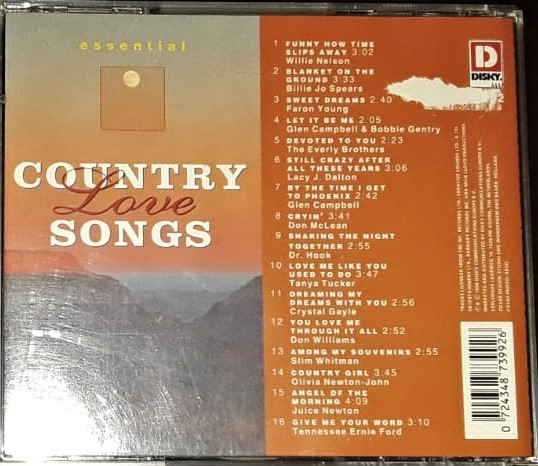 essential
COUNTRY
Love
SONGS
1 FUNNY HOW TIME
SLIPS AWAY 3:02
Willie Nelson
2 BLANKET ON THE
GROUND 3:33
Billie Jo Spears
3 SWEET DREAMS 2:40
Faron Young
4 LET IT BE ME 2:05
Glen Campbell & Bobbie Gentry
5 DEVOTED TO YOU 2:23
The Everly Brothers
6 STILL CRAZY AFTER
ALL THESE YEARS 3:06
Lacy J. Dalton
7 BY THE TIME I GET
TO PHOENIX 2:42
Glen Campbell
8 CRYIN' 3:41
Don McLean
9 SHARING THE NIGHT
TOGETHER 2:55
Dr. Hook
10 LOVE ME LIKE YOU
USED TO DO 3:47
Tanya Tucker
11 DREAMING MY
DREAMS WITH YOU 2:56
Crystal Gayle
12 YOU LOVE ME
THROUGH IT ALL 2:52
Don Williams
13 AMONG MY SOUVENIRS 2:55
Slim Whitman
14 COUNTRY GIRL 3:45
Olivia Newton-John
15 ANGEL OF THE
MORNING 4:09
Juice Newton
16 GIVE ME YOUR WORD 3:10
Tennessee Ernie Ford
D
DISKY
2
0 724348 739926